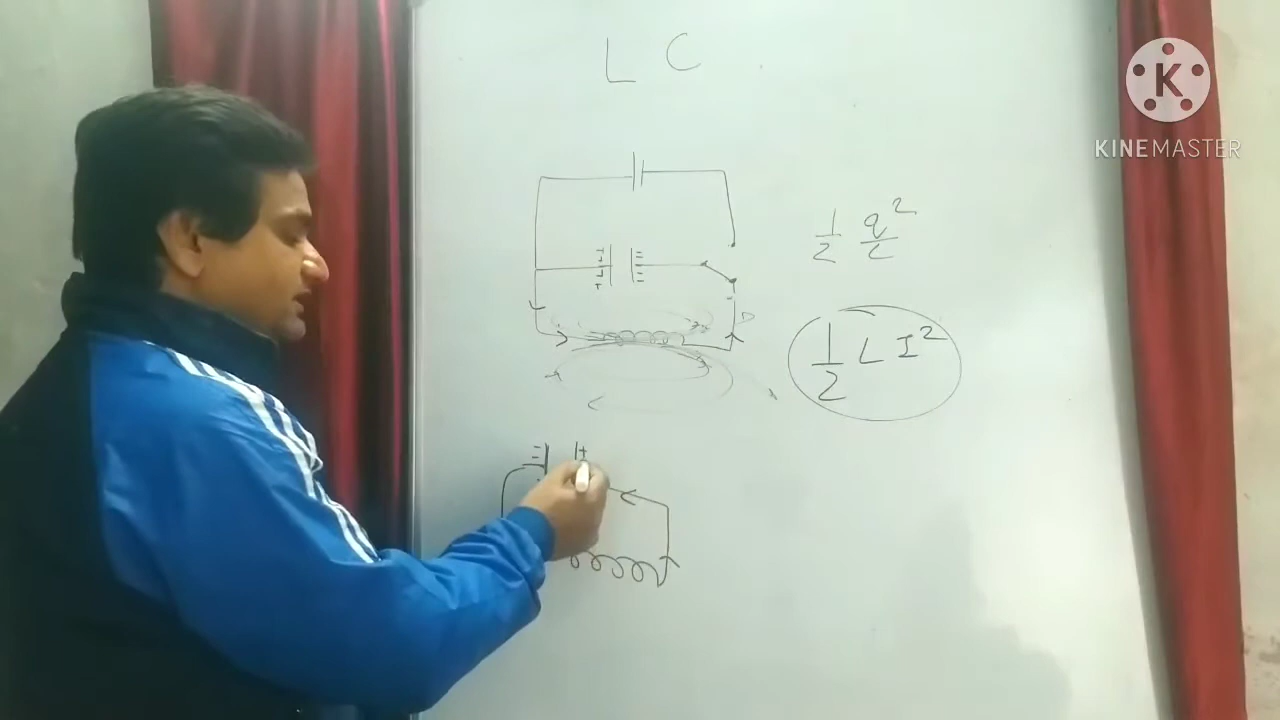 L C
K
KINEMASTER
1/2 q²/c
1/2 L I²